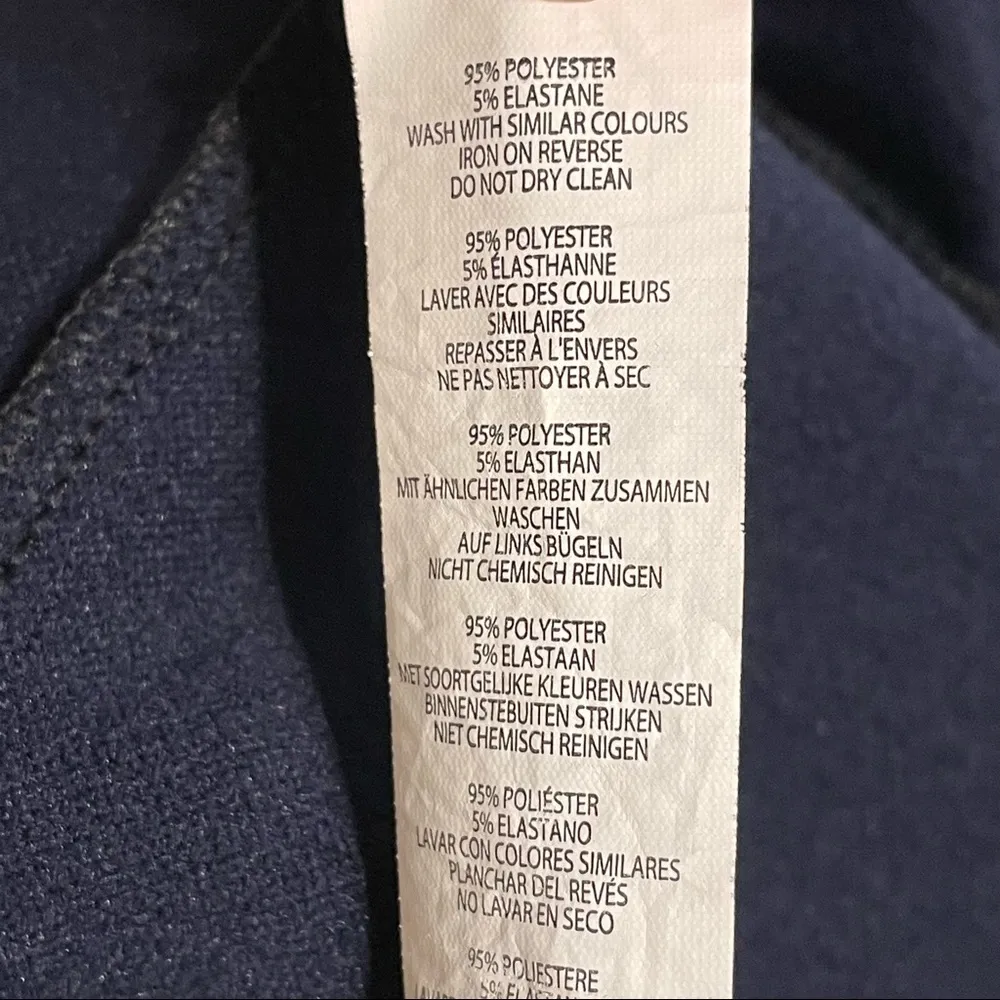 95% POLYESTER
5% ELASTANE
WASH WITH SIMILAR COLOURS
IRON ON REVERSE
DO NOT DRY CLEAN
95% POLYESTER
5% ÉLASTHANNE
LAVER AVEC DES COULEURS
SIMILAIRES
REPASSER À L'ENVERS
NE PAS NETTOYER À SEC
95% POLYESTER
5% ELASTHAN
MIT ÄHNLICHEN FARBEN ZUSAMMEN
WASCHEN
AUF LINKS BÜGELN
NICHT CHEMISCH REINIGEN
95% POLYESTER
5% ELASTAAN
MET SOORTGELIJKE KLEUREN WASSEN
BINNENSTEBUITEN STRIJKEN
NIET CHEMISCH REINIGEN
95% POLIÉSTER
5% ELASTANO
LAVAR CON COLORES SIMILARES
PLANCHAR DEL REVÉS
NO LAVAR EN SECO
95% POLIESTERE
5%